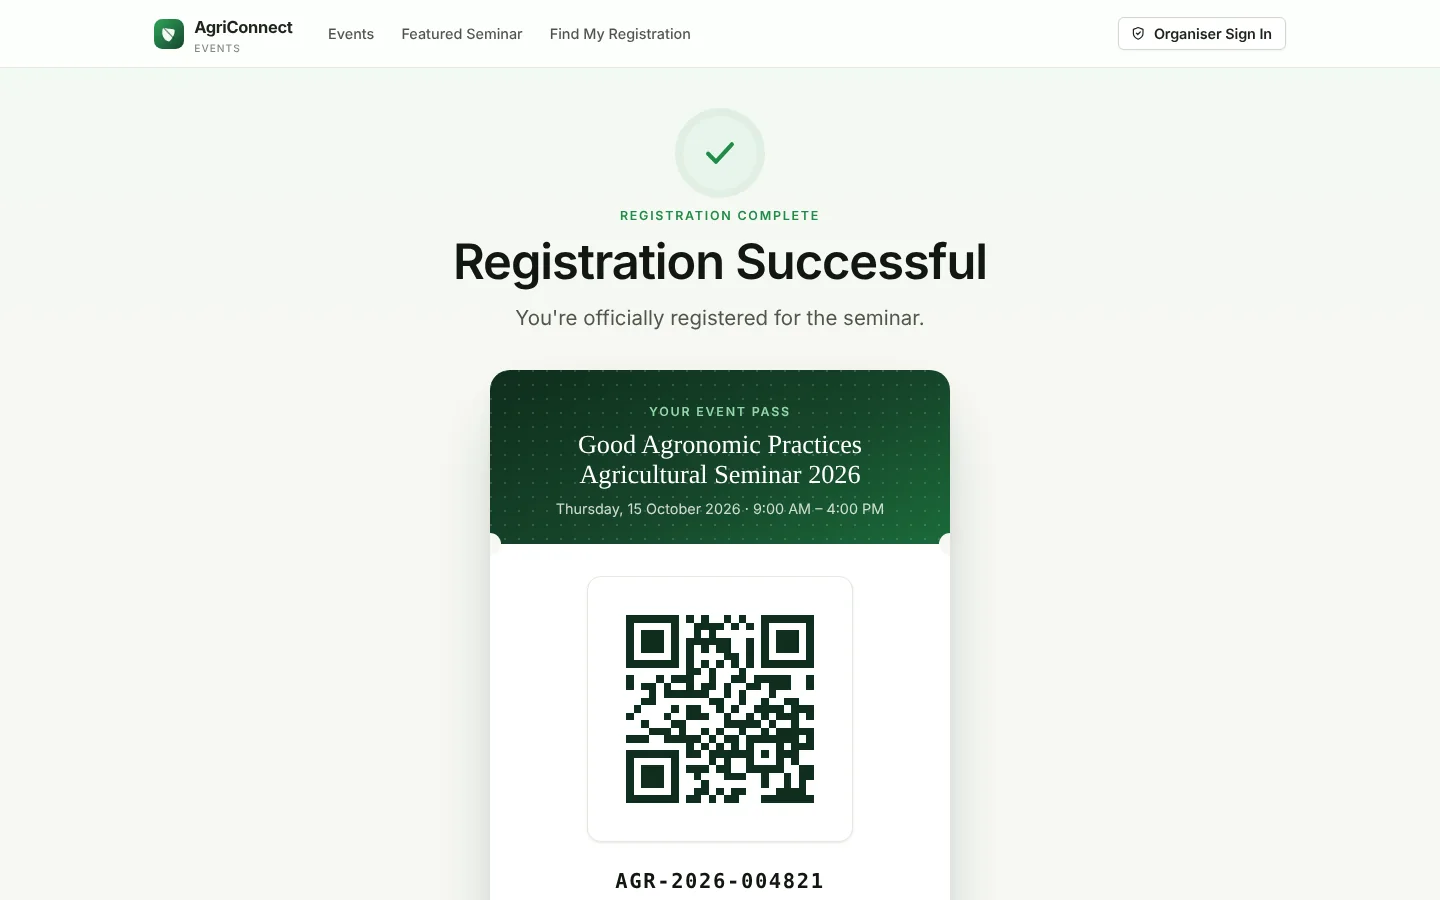 AgriConnect
EVENTS
Events
Featured Seminar
Find My Registration
Organiser Sign In
REGISTRATION COMPLETE
Registration Successful
You're officially registered for the seminar.
YOUR EVENT PASS
Good Agronomic Practices
Agricultural Seminar 2026
Thursday, 15 October 2026 · 9:00 AM – 4:00 PM
AGR-2026-004821